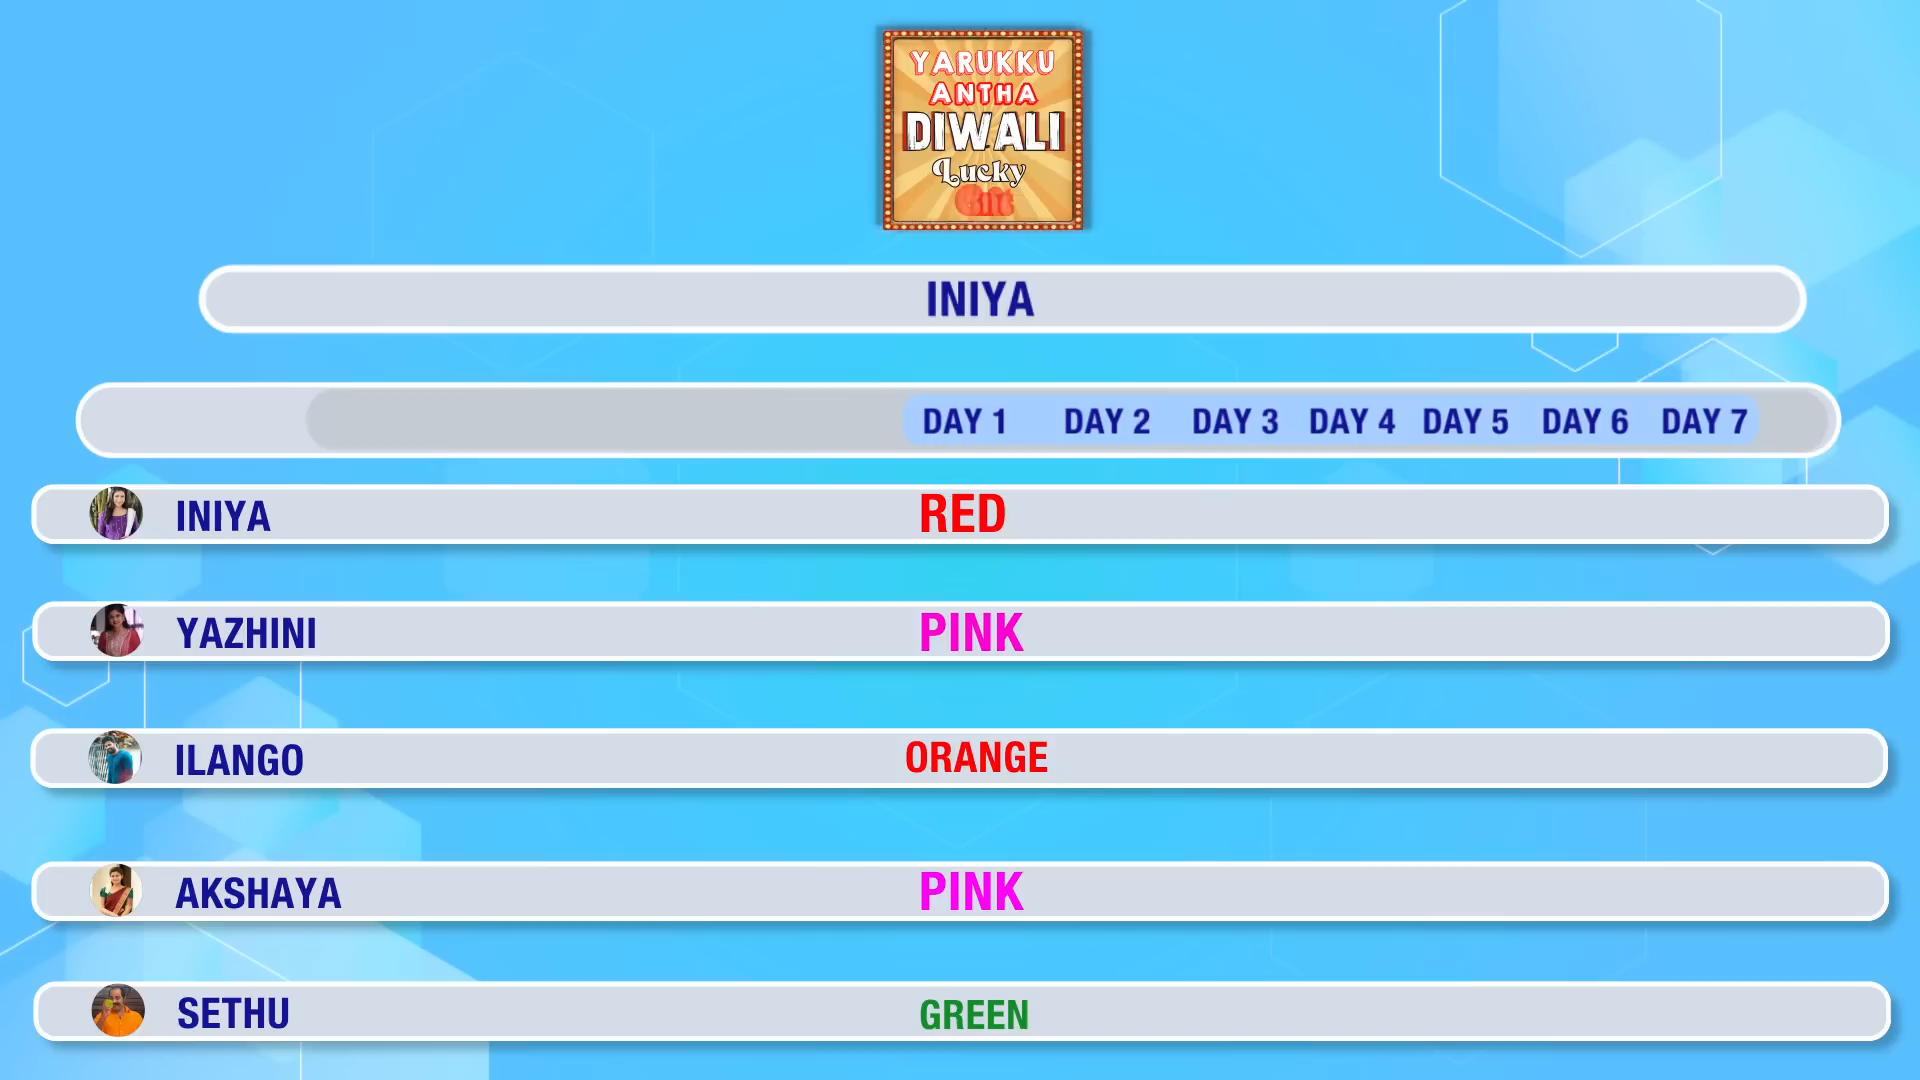 YARUKKU
ANTHA
DIWALI
Lucky
INIYA
DAY 1 DAY 2 DAY 3 DAY 4 DAY 5 DAY 6 DAY 7
INIYA RED
YAZHINI PINK
ILANGO ORANGE
AKSHAYA PINK
SETHU GREEN